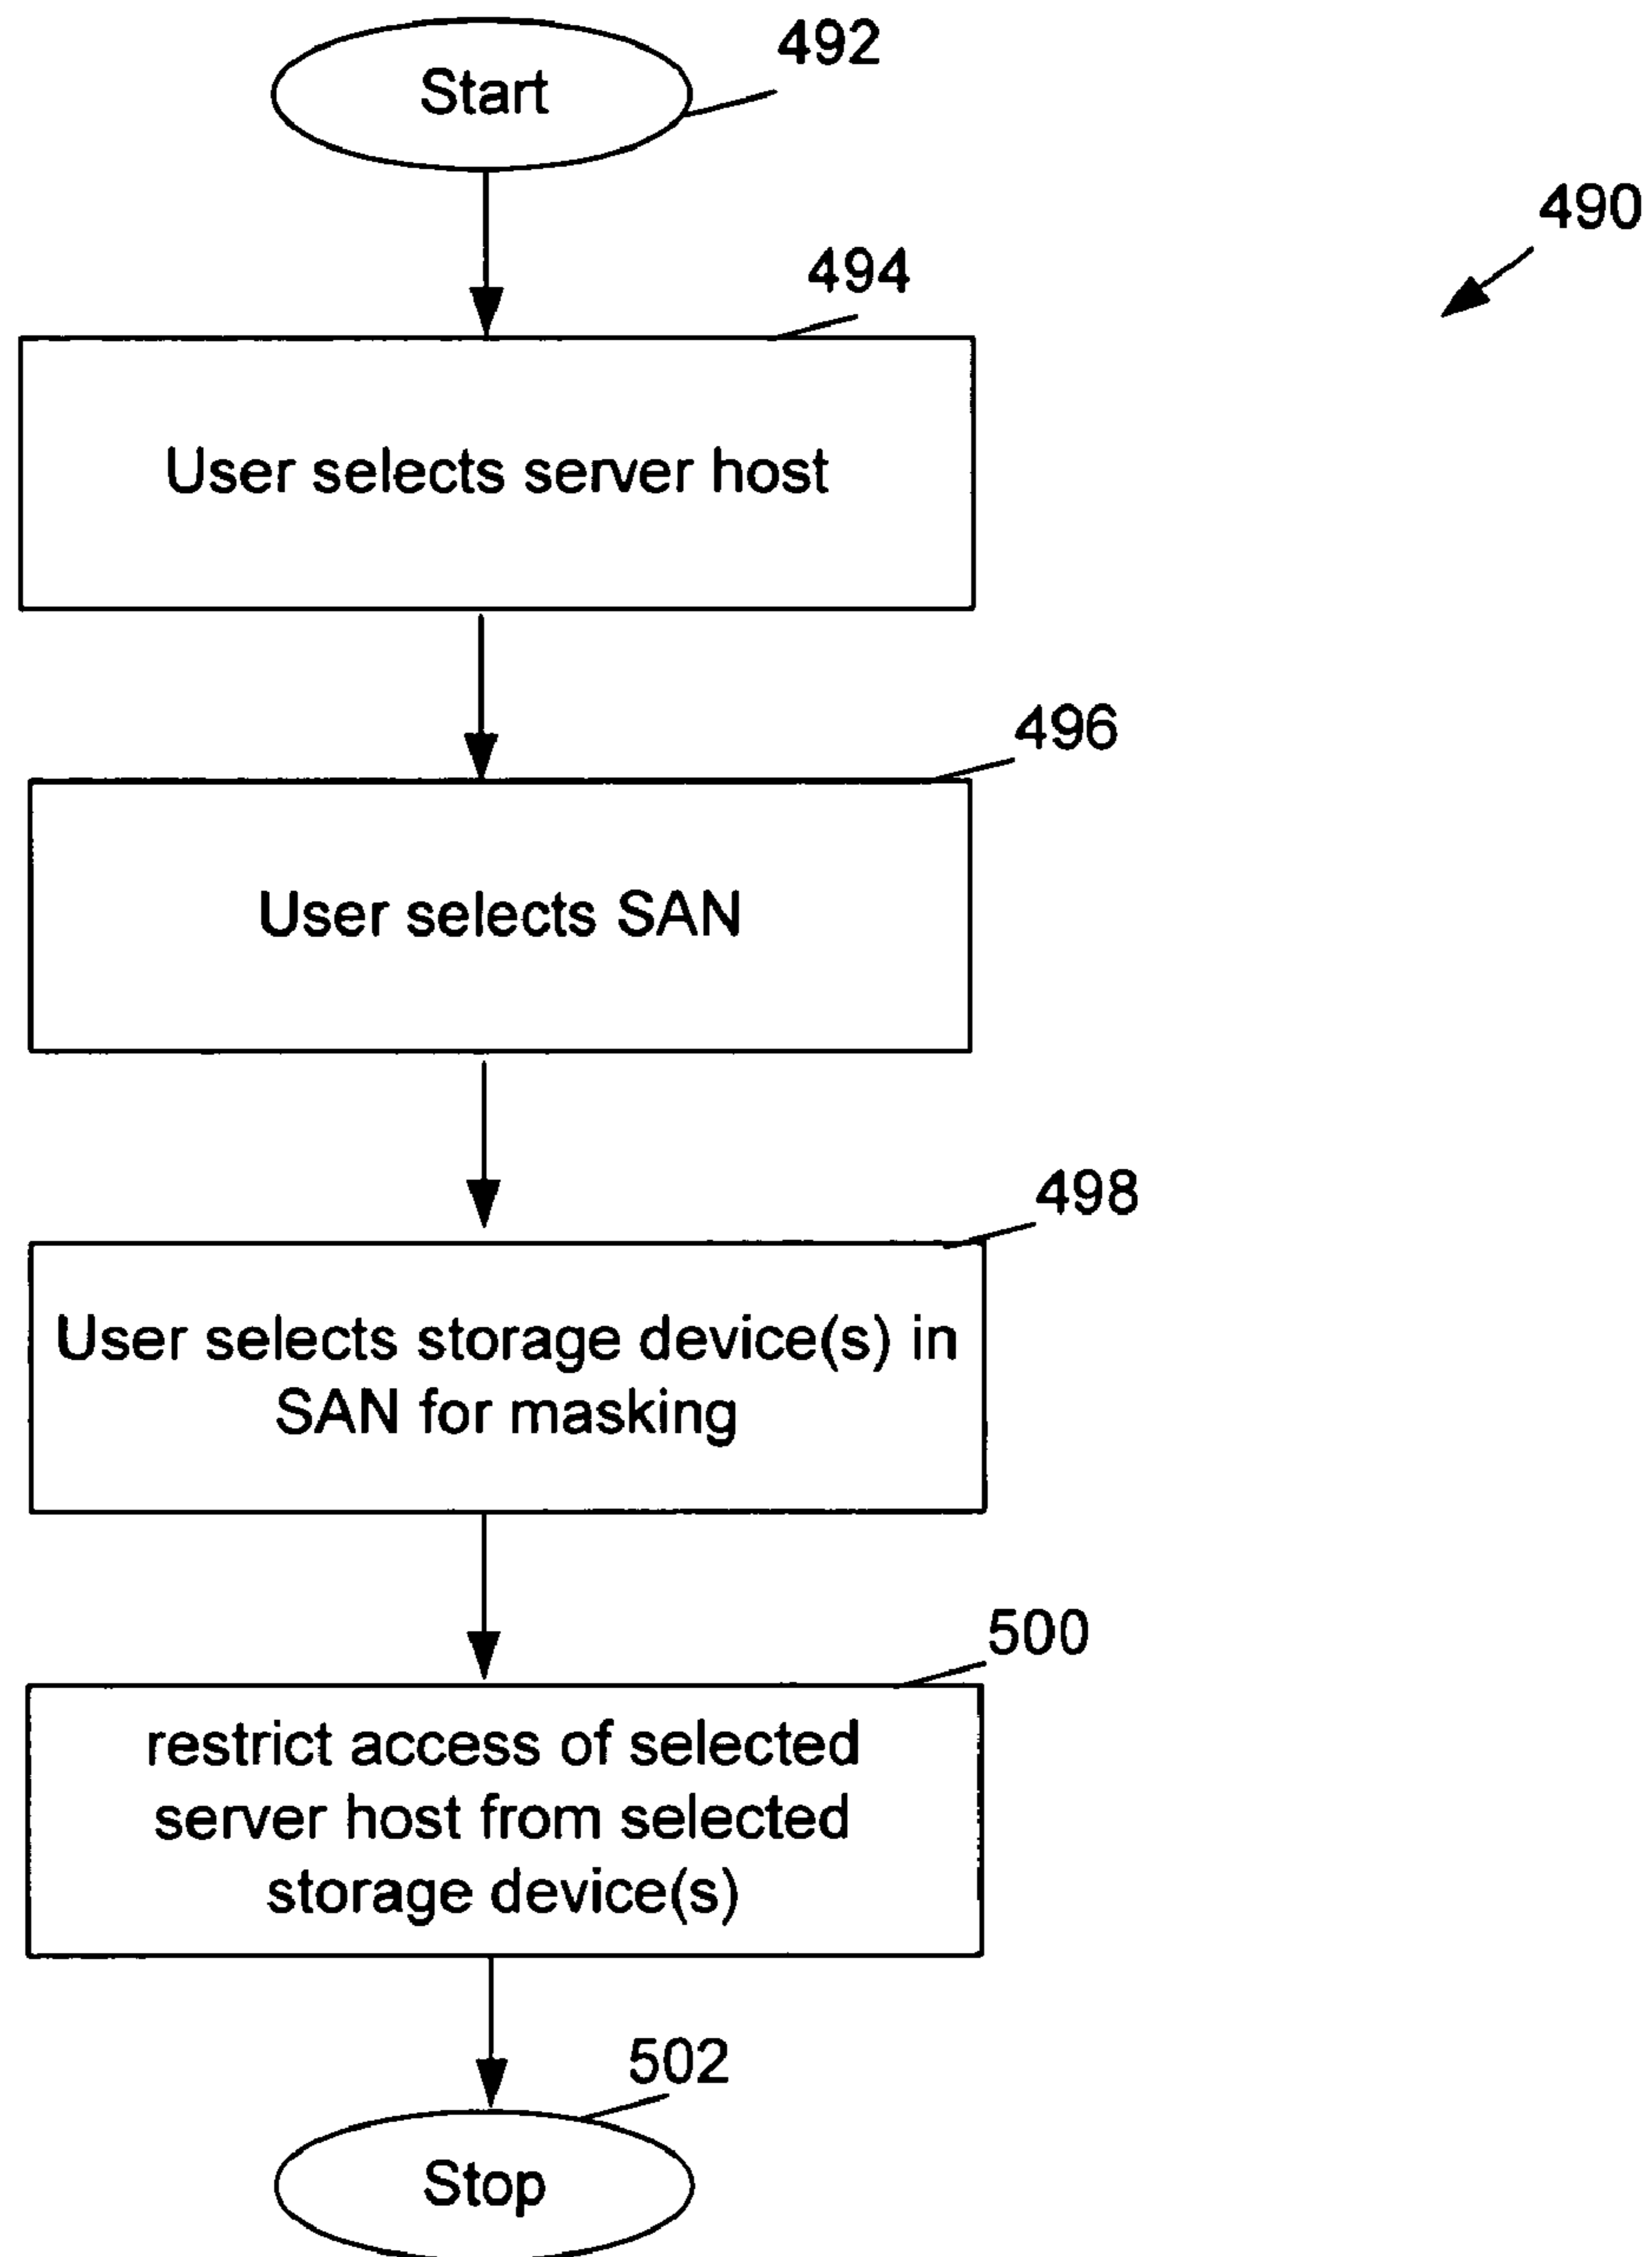 492
Start
490
494
User selects server host
496
User selects SAN
498
User selects storage device(s) in
SAN for masking
500
restrict access of selected
server host from selected
storage device(s)
502
Stop